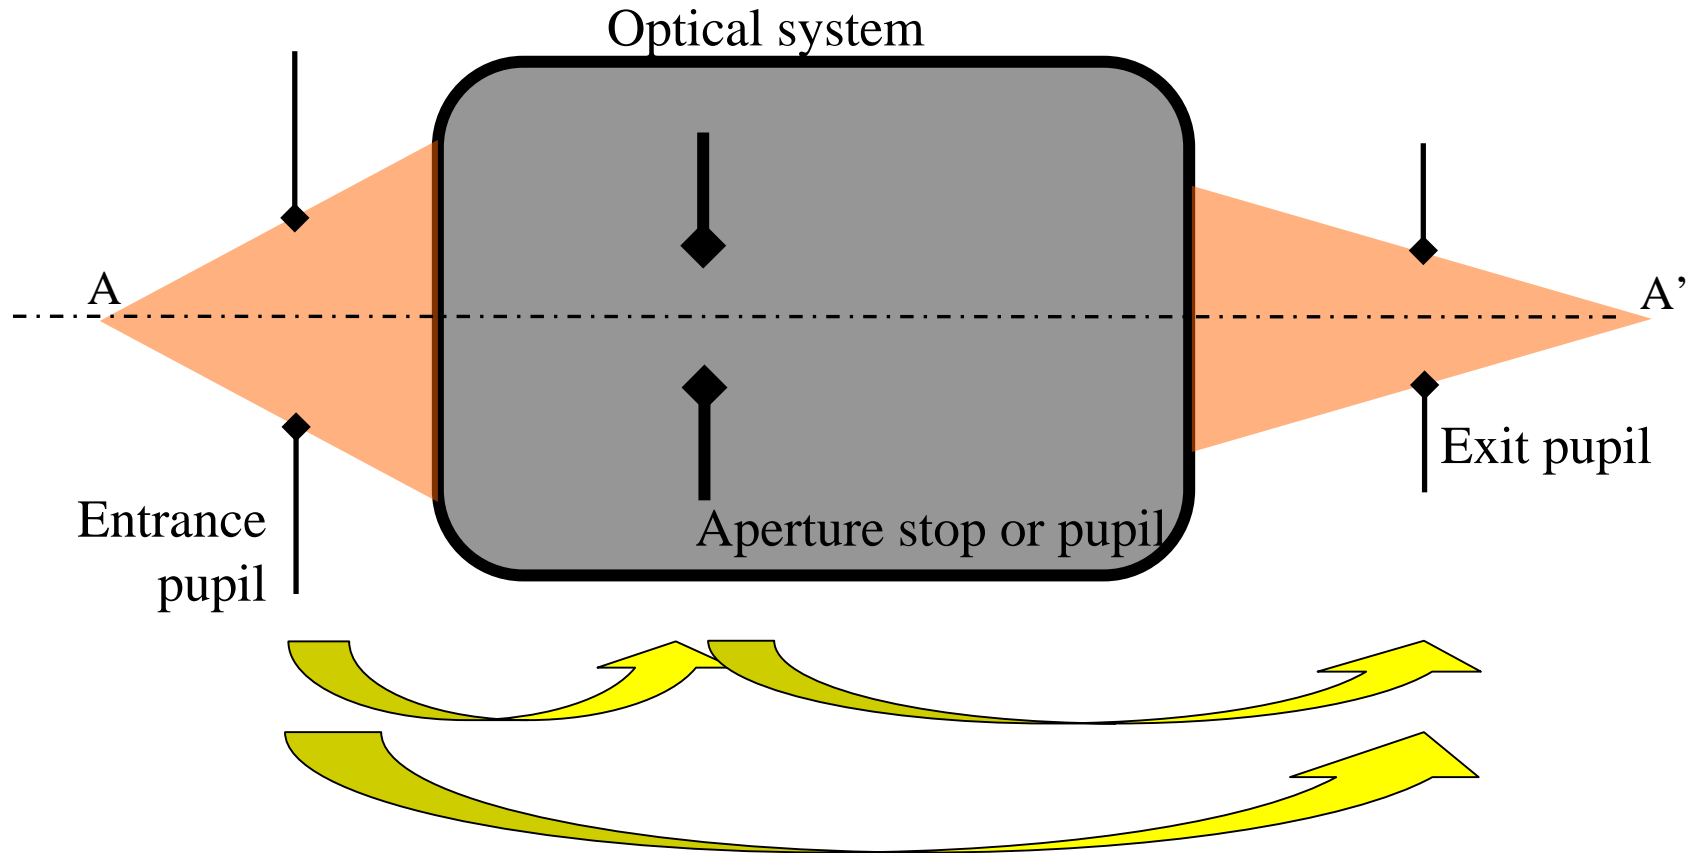 Optical system
A
A’
Exit pupil
Entrance
pupil
Aperture stop or pupil